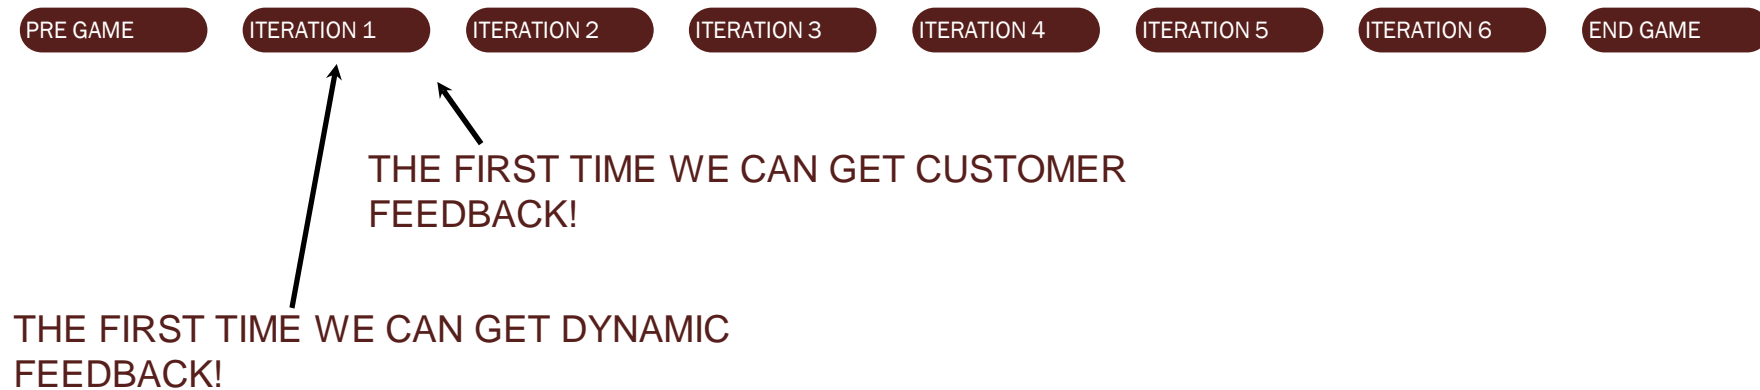 PRE GAME
ITERATION 1
ITERATION 2
ITERATION 3
ITERATION 4
ITERATION 5
ITERATION 6
END GAME
THE FIRST TIME WE CAN GET CUSTOMER
FEEDBACK!
THE FIRST TIME WE CAN GET DYNAMIC
FEEDBACK!